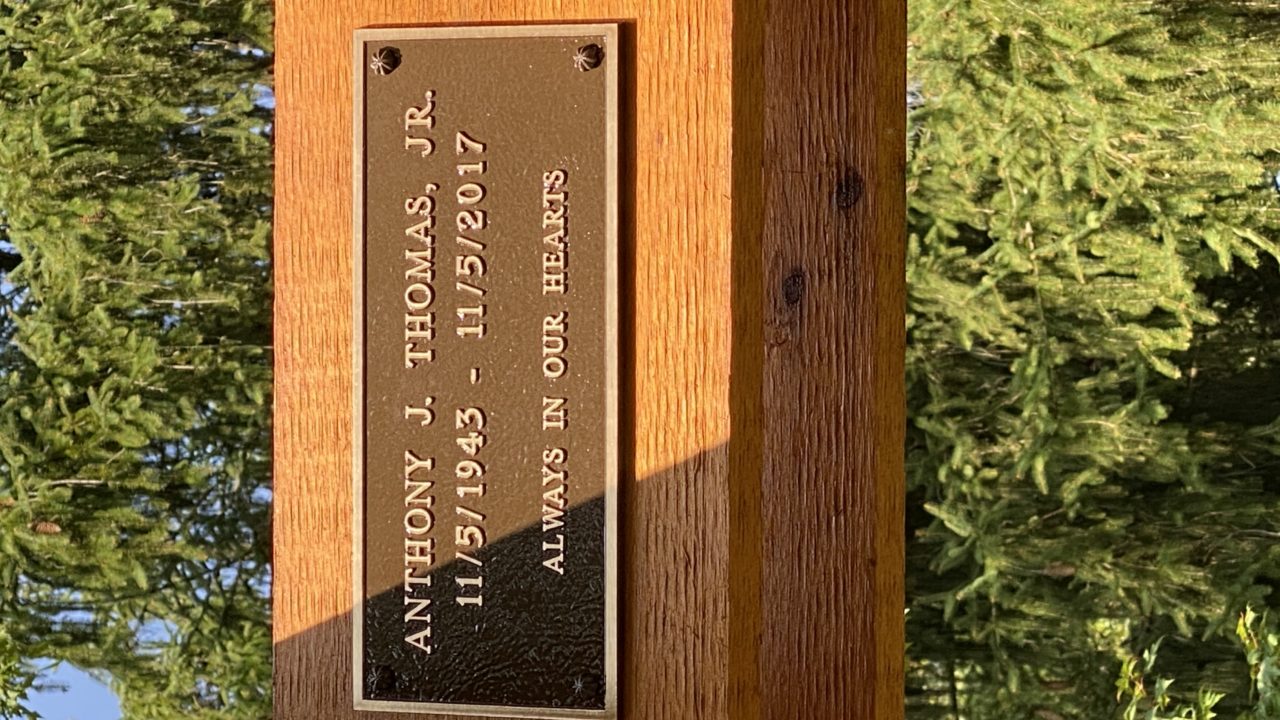 ANTHONY J. THOMAS, JR.
11/5/1943 - 11/5/2017
ALWAYS IN OUR HEARTS